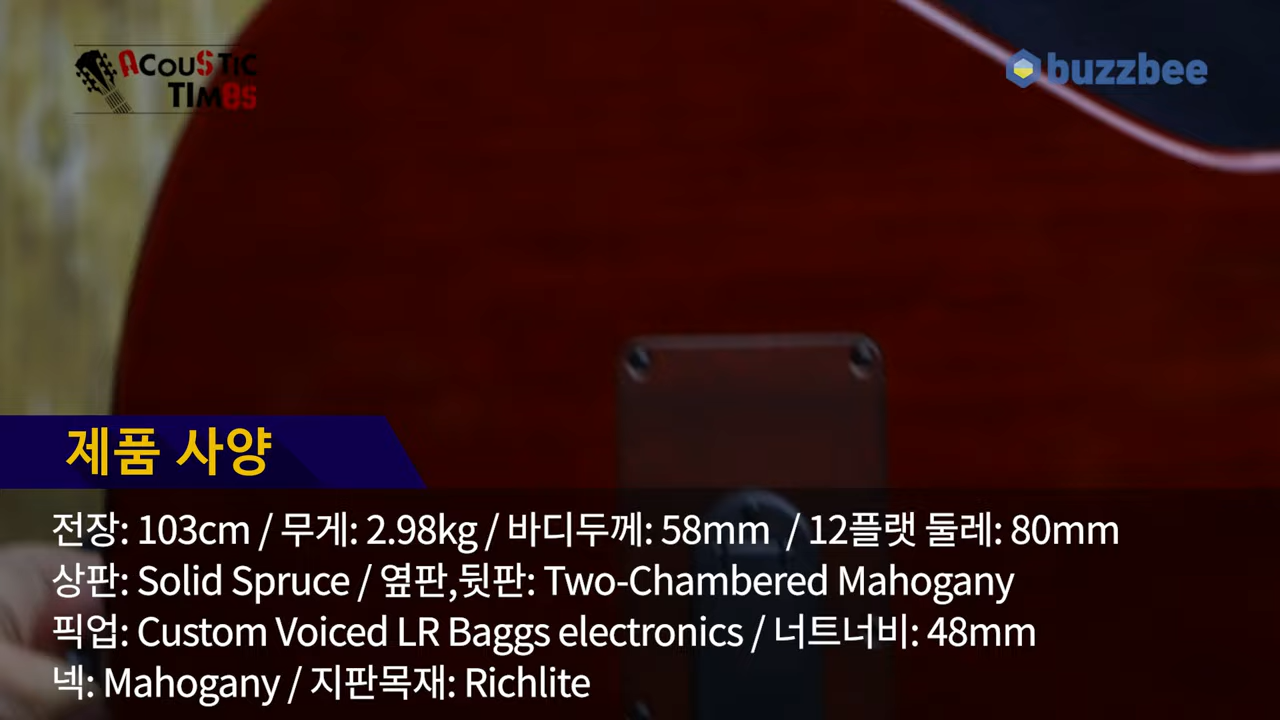 ACOUSTIC
TIMES
buzzbee
제품 사양
전장: 103cm / 무게: 2.98kg / 바디두께: 58mm / 12플랫 둘레: 80mm
상판: Solid Spruce / 옆판,뒷판: Two-Chambered Mahogany
픽업: Custom Voiced LR Baggs electronics / 너트너비: 48mm
넥: Mahogany / 지판목재: Richlite